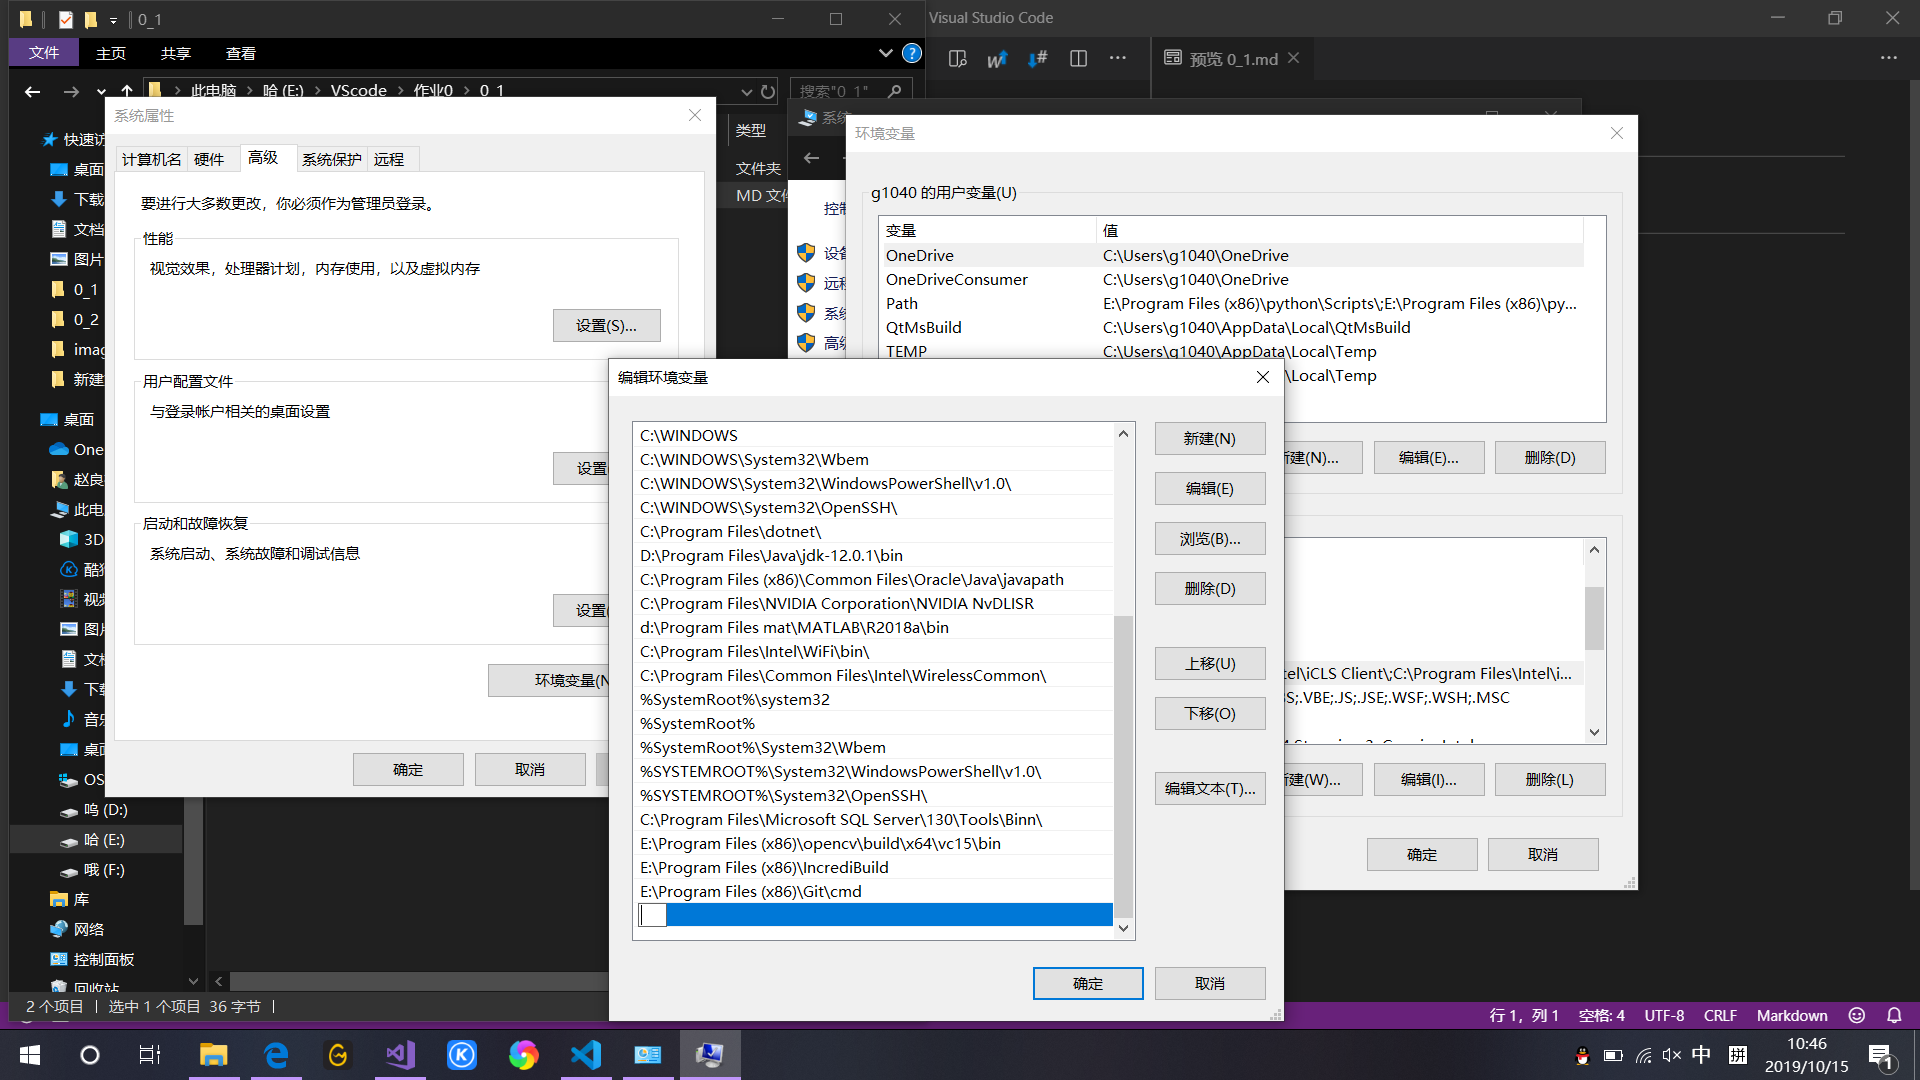 0_1
Visual Studio Code
文件 主页 共享 查看
预览 0_1.md
此电脑 哈 (E:) VScode 作业0 0_1
搜索"0_1"
快速访
桌面
下载
文档
图片
0_1
0_2
imag
新建
桌面
One
赵良
此电
3D
酷狗
视频
图片
文档
下载
音乐
桌面
OS
呜 (D:)
哈 (E:)
哦 (F:)
库
网络
控制面板
回收站
类型
文件夹
MD 文件
2 个项目 选中 1 个项目 36 字节
系统属性
计算机名 硬件 高级 系统保护 远程
要进行大多数更改，你必须作为管理员登录。
性能
视觉效果，处理器计划，内存使用，以及虚拟内存
设置(S)...
用户配置文件
与登录帐户相关的桌面设置
设置
启动和故障恢复
系统启动、系统故障和调试信息
设置(
环境变量(N
确定 取消
系统
控制
设备
远程
系统
高级
环境变量
g1040 的用户变量(U)
变量 值
OneDrive C:\Users\g1040\OneDrive
OneDriveConsumer C:\Users\g1040\OneDrive
Path E:\Program Files (x86)\python\Scripts\;E:\Program Files (x86)\py...
QtMsBuild C:\Users\g1040\AppData\Local\QtMsBuild
TEMP C:\Users\g1040\AppData\Local\Temp
\Local\Temp
新建(N)... 编辑(E)... 删除(D)
tel\iCLS Client\;C:\Program Files\Intel\i...
S;.VBE;.JS;.JSE;.WSF;.WSH;.MSC
新建(W)... 编辑(I)... 删除(L)
确定 取消
编辑环境变量
C:\WINDOWS
C:\WINDOWS\System32\Wbem
C:\WINDOWS\System32\WindowsPowerShell\v1.0\
C:\WINDOWS\System32\OpenSSH\
C:\Program Files\dotnet\
D:\Program Files\Java\jdk-12.0.1\bin
C:\Program Files (x86)\Common Files\Oracle\Java\javapath
C:\Program Files\NVIDIA Corporation\NVIDIA NvDLISR
d:\Program Files mat\MATLAB\R2018a\bin
C:\Program Files\Intel\WiFi\bin\
C:\Program Files\Common Files\Intel\WirelessCommon\
%SystemRoot%\system32
%SystemRoot%
%SystemRoot%\System32\Wbem
%SYSTEMROOT%\System32\WindowsPowerShell\v1.0\
%SYSTEMROOT%\System32\OpenSSH\
C:\Program Files\Microsoft SQL Server\130\Tools\Binn\
E:\Program Files (x86)\opencv\build\x64\vc15\bin
E:\Program Files (x86)\IncrediBuild
E:\Program Files (x86)\Git\cmd
新建(N)
编辑(E)
浏览(B)...
删除(D)
上移(U)
下移(O)
编辑文本(T)...
确定 取消
行 1，列 1 空格: 4 UTF-8 CRLF Markdown
中 拼
10:46
2019/10/15
1